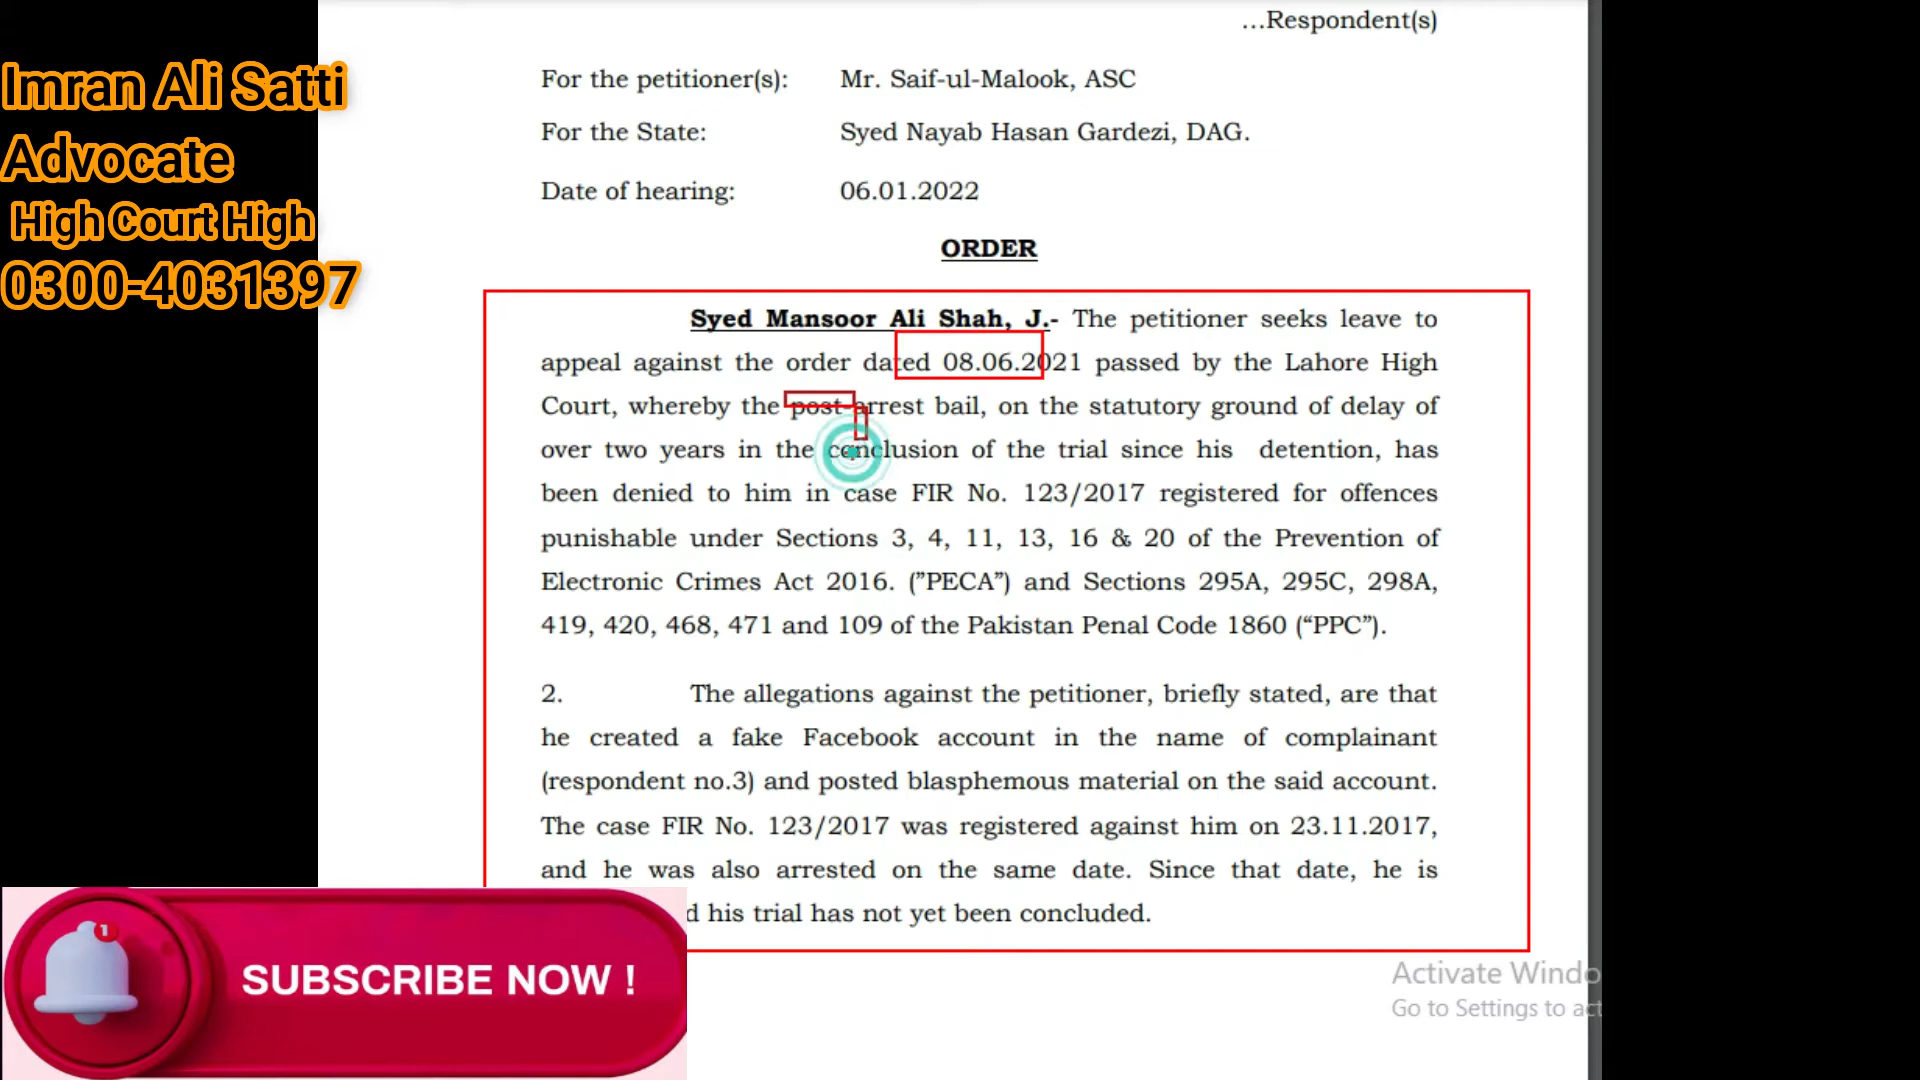 Imran Ali Satti
Advocate
High Court High
0300-4031397
...Respondent(s)
For the petitioner(s): Mr. Saif-ul-Malook, ASC
For the State: Syed Nayab Hasan Gardezi, DAG.
Date of hearing: 06.01.2022
ORDER
Syed Mansoor Ali Shah, J.- The petitioner seeks leave to
appeal against the order dated 08.06.2021 passed by the Lahore High
Court, whereby the post-arrest bail, on the statutory ground of delay of
over two years in the conclusion of the trial since his detention, has
been denied to him in case FIR No. 123/2017 registered for offences
punishable under Sections 3, 4, 11, 13, 16 & 20 of the Prevention of
Electronic Crimes Act 2016. (”PECA”) and Sections 295A, 295C, 298A,
419, 420, 468, 471 and 109 of the Pakistan Penal Code 1860 (“PPC”).
2. The allegations against the petitioner, briefly stated, are that
he created a fake Facebook account in the name of complainant
(respondent no.3) and posted blasphemous material on the said account.
The case FIR No. 123/2017 was registered against him on 23.11.2017,
and he was also arrested on the same date. Since that date, he is
d his trial has not yet been concluded.
1
SUBSCRIBE NOW !
Activate Windo
Go to Settings to act